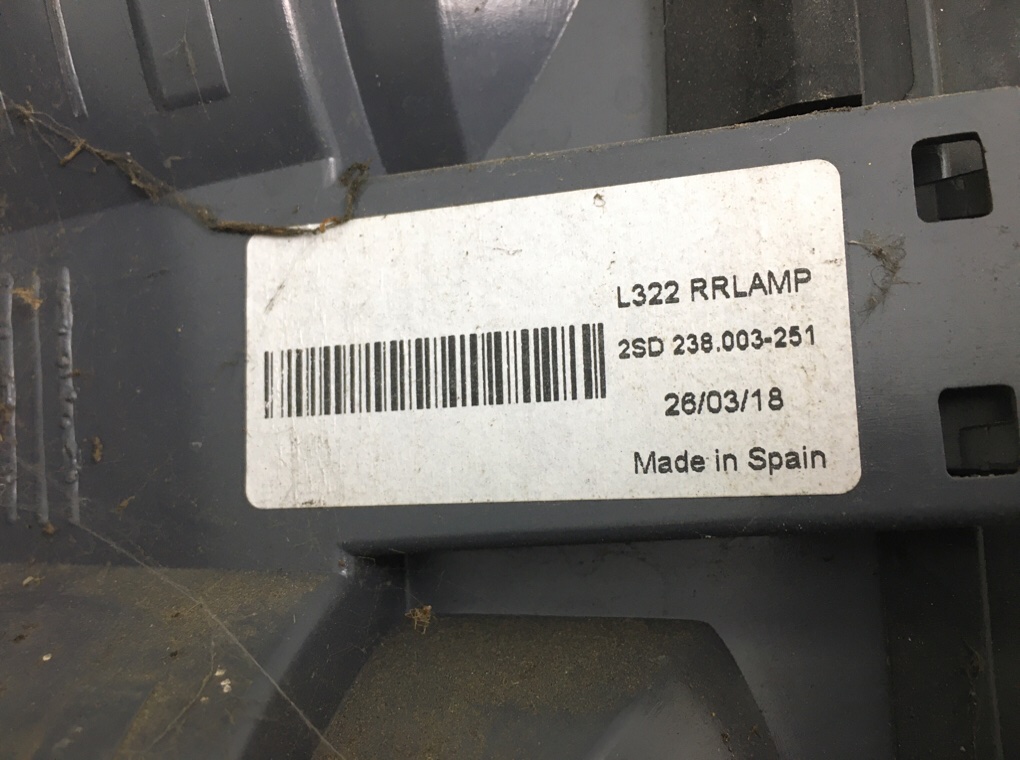 L322 RRLAMP
2SD 238.003-251
26/03/18
Made in Spain